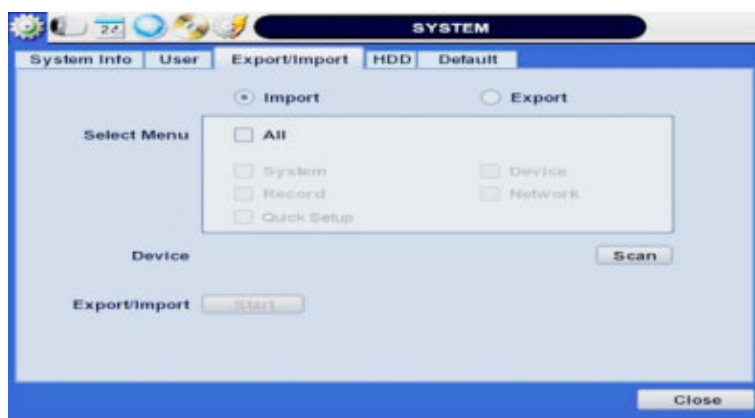 24
SYSTEM
System Info User Export/Import HDD Default
Import Export
Select Menu All
System Device
Record Network
Quick Setup
Device Scan
Export/Import Start
Close